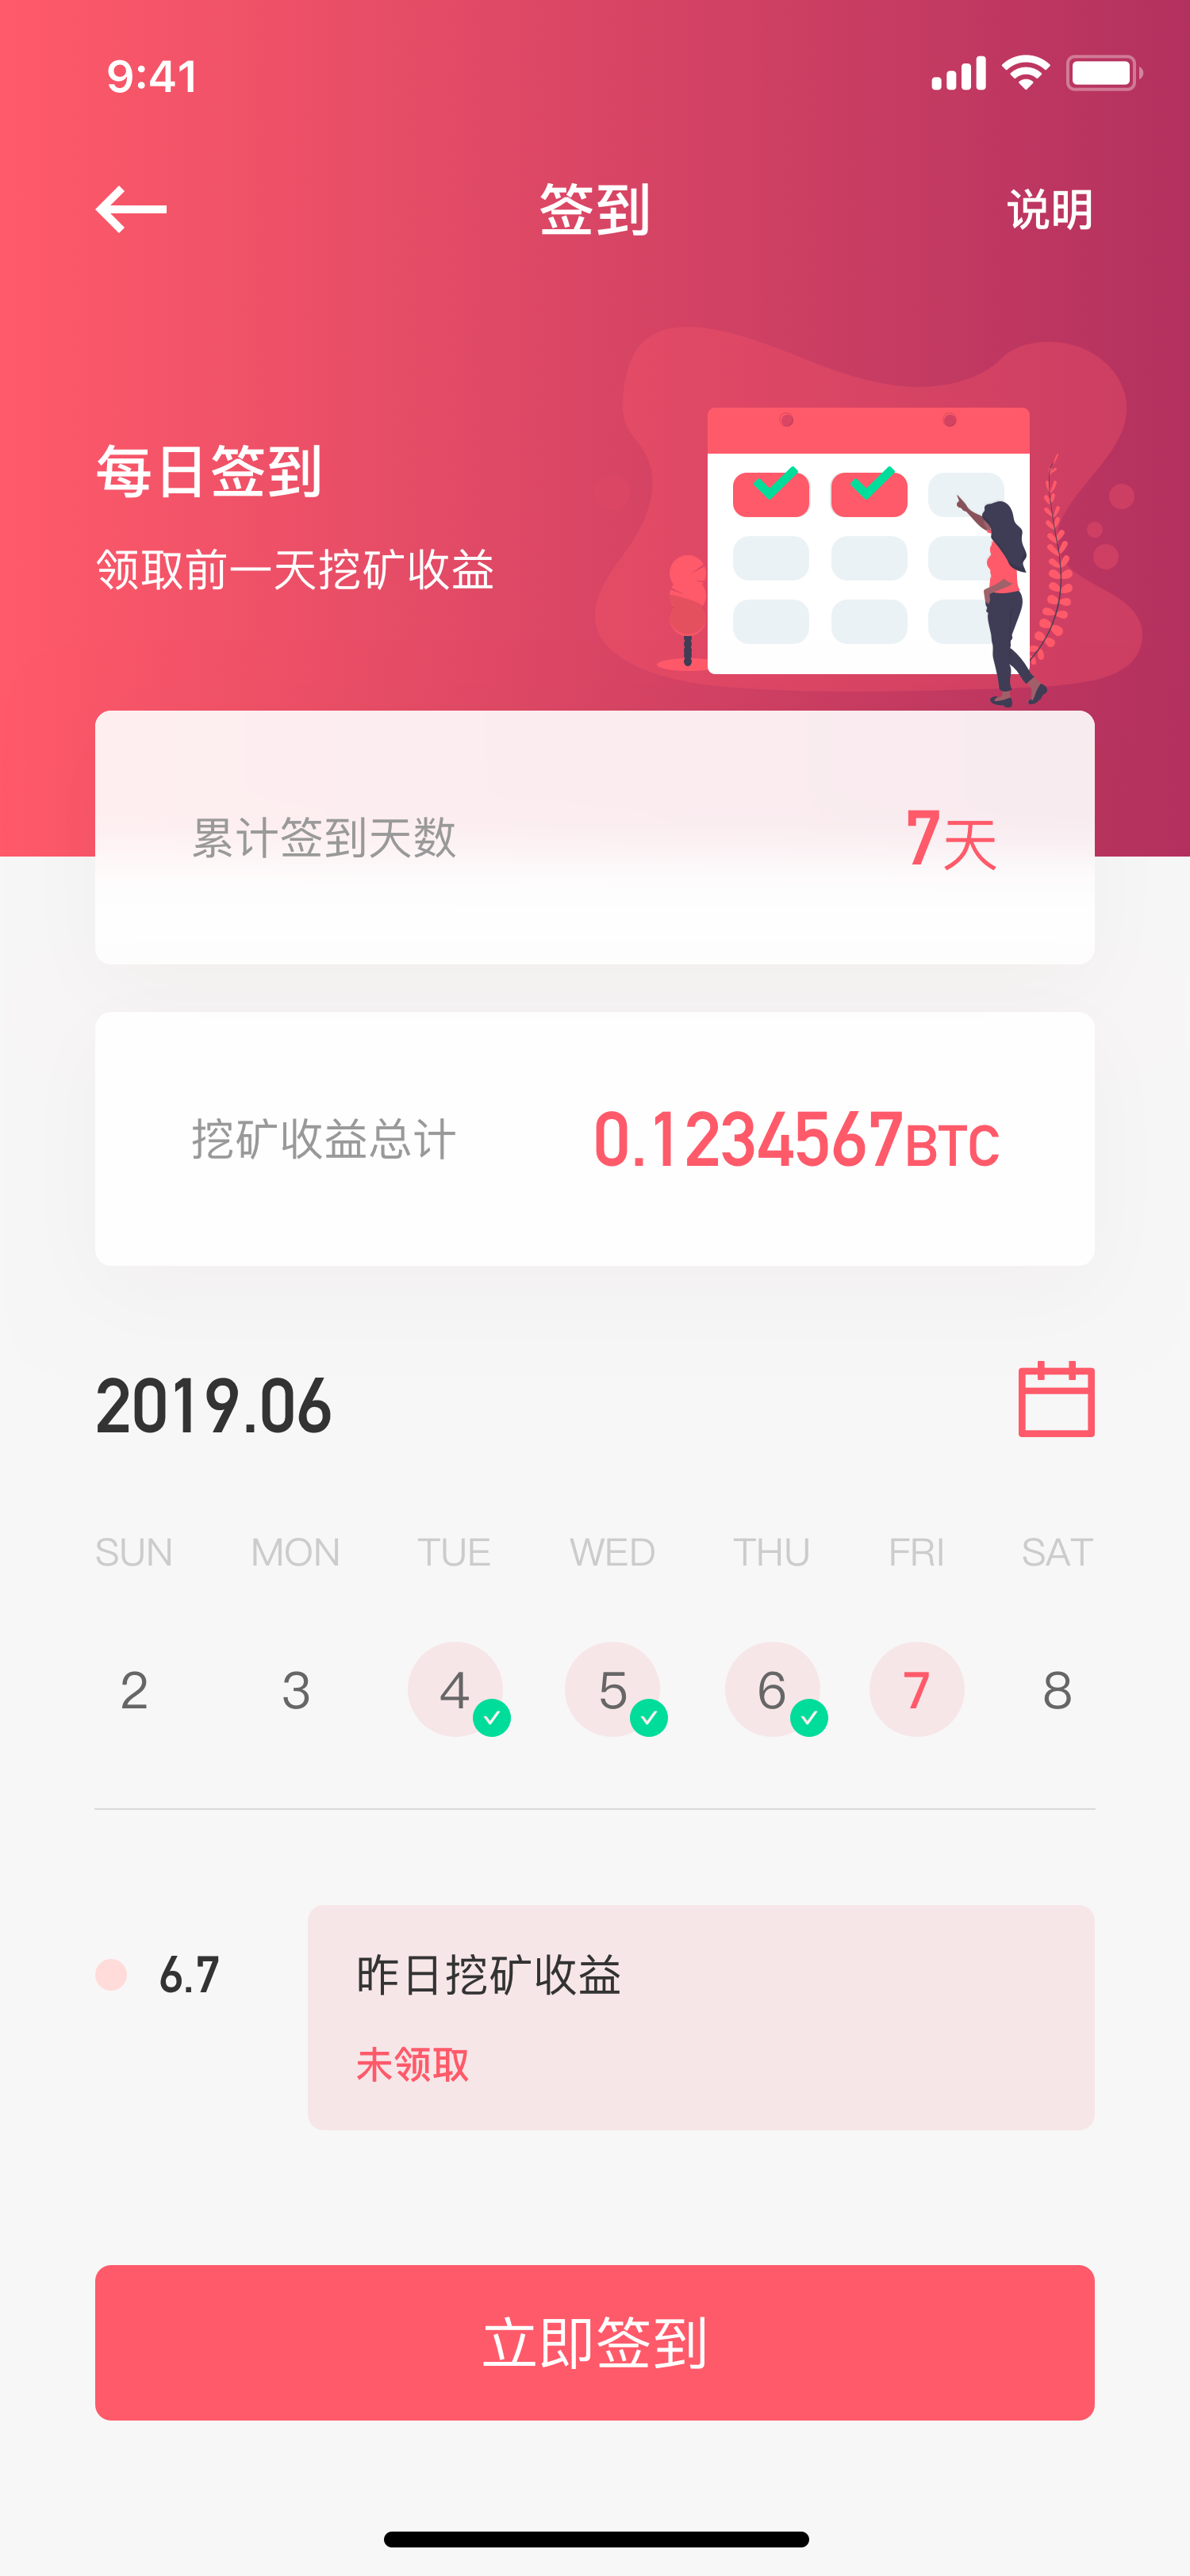 9:41
签到
说明
每日签到
领取前一天挖矿收益
累计签到天数
7天
挖矿收益总计
0.1234567BTC
2019.06
SUN MON TUE WED THU FRI SAT
2 3 4 5 6 7 8
6.7
昨日挖矿收益
未领取
立即签到